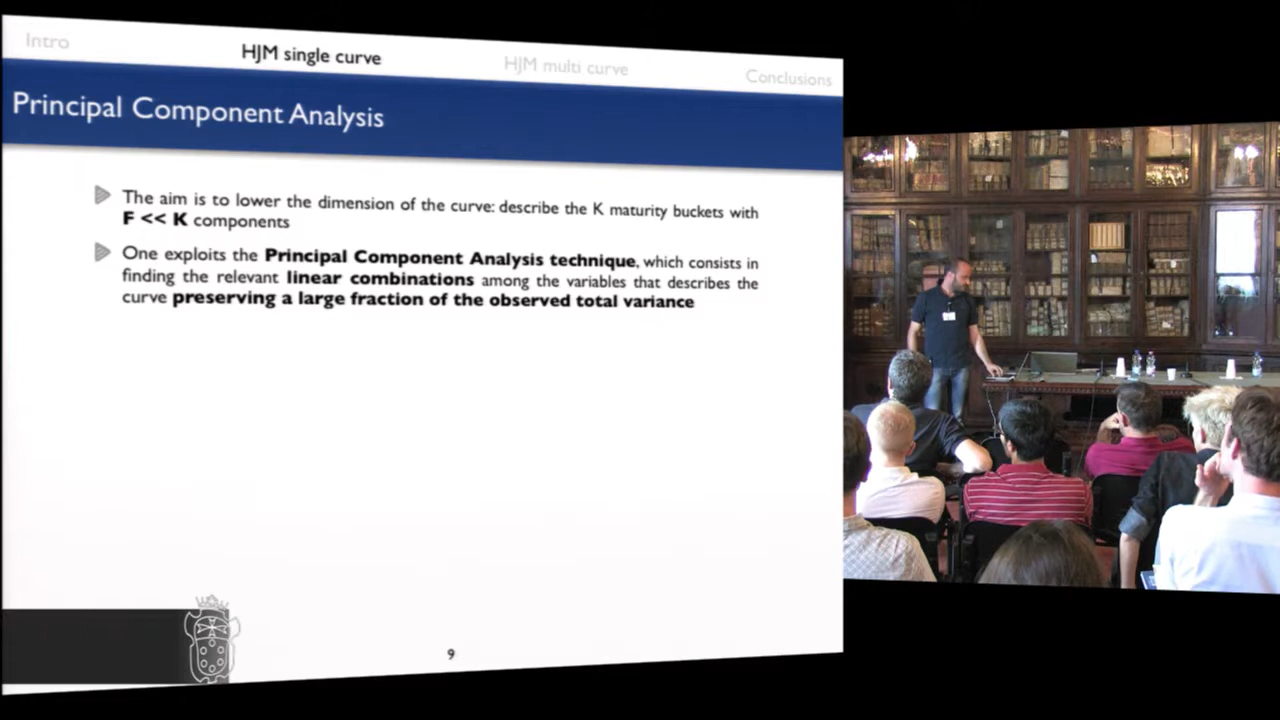 Intro HJM single curve HJM multi curve Conclusions
Principal Component Analysis
The aim is to lower the dimension of the curve: describe the K maturity buckets with
F << K components
One exploits the Principal Component Analysis technique, which consists in
finding the relevant linear combinations among the variables that describes the
curve preserving a large fraction of the observed total variance
9